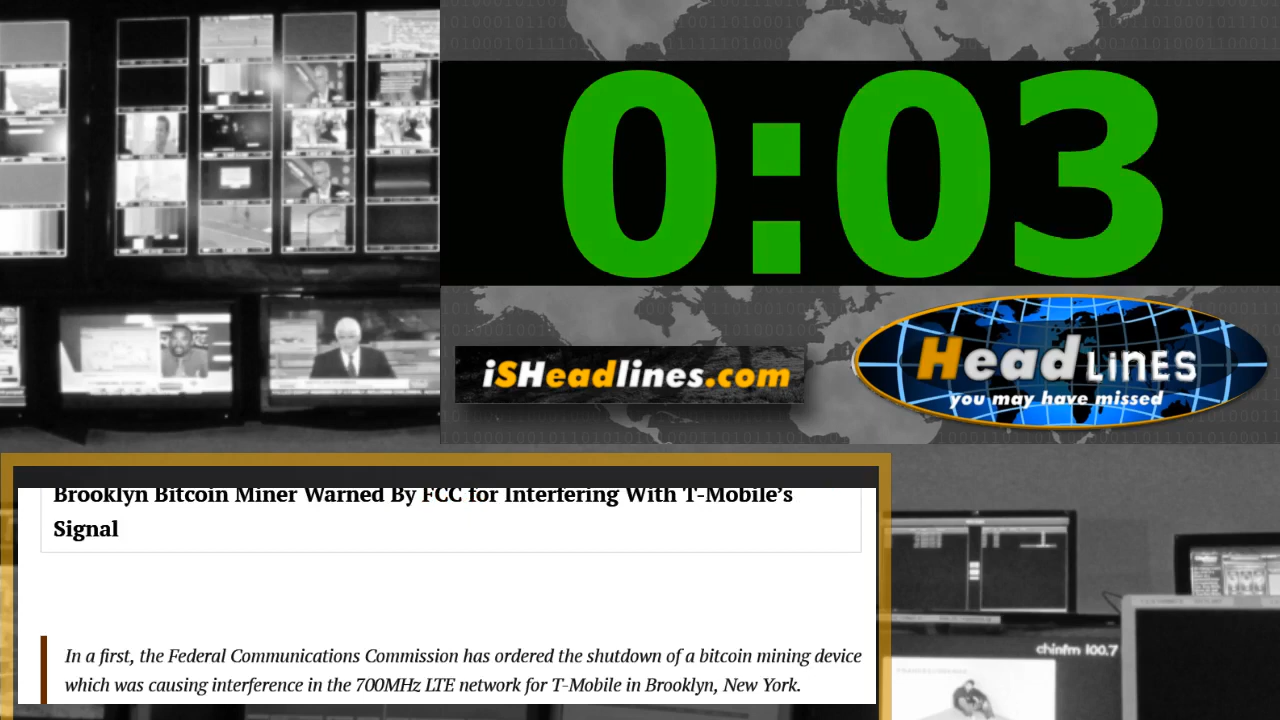 0:03
iSHeadlines.com
HeadLINES
you may have missed
Brooklyn Bitcoin Miner Warned By FCC for Interfering With T-Mobile’s
Signal
In a first, the Federal Communications Commission has ordered the shutdown of a bitcoin mining device
which was causing interference in the 700MHz LTE network for T-Mobile in Brooklyn, New York.
chinfm 100.7